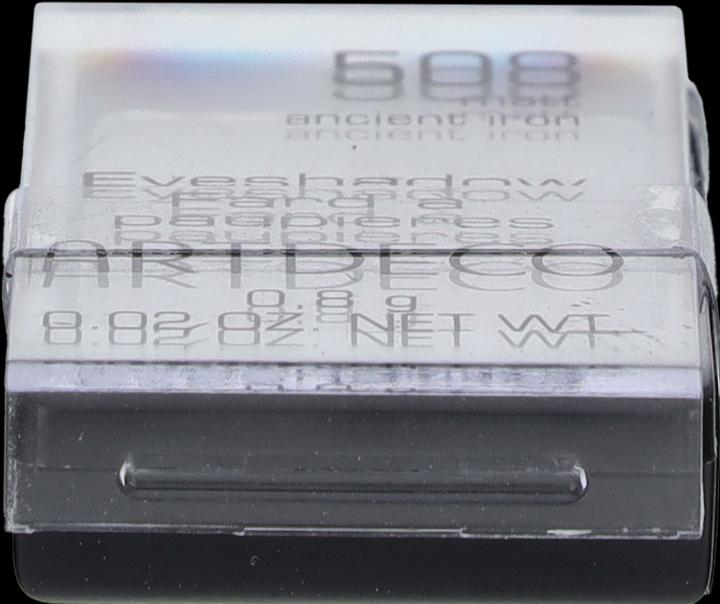 508
matt
ancient iron
Eyeshadow
Fard à
paupières
ARTDECO
0.8 g
0.02 OZ. NET WT.